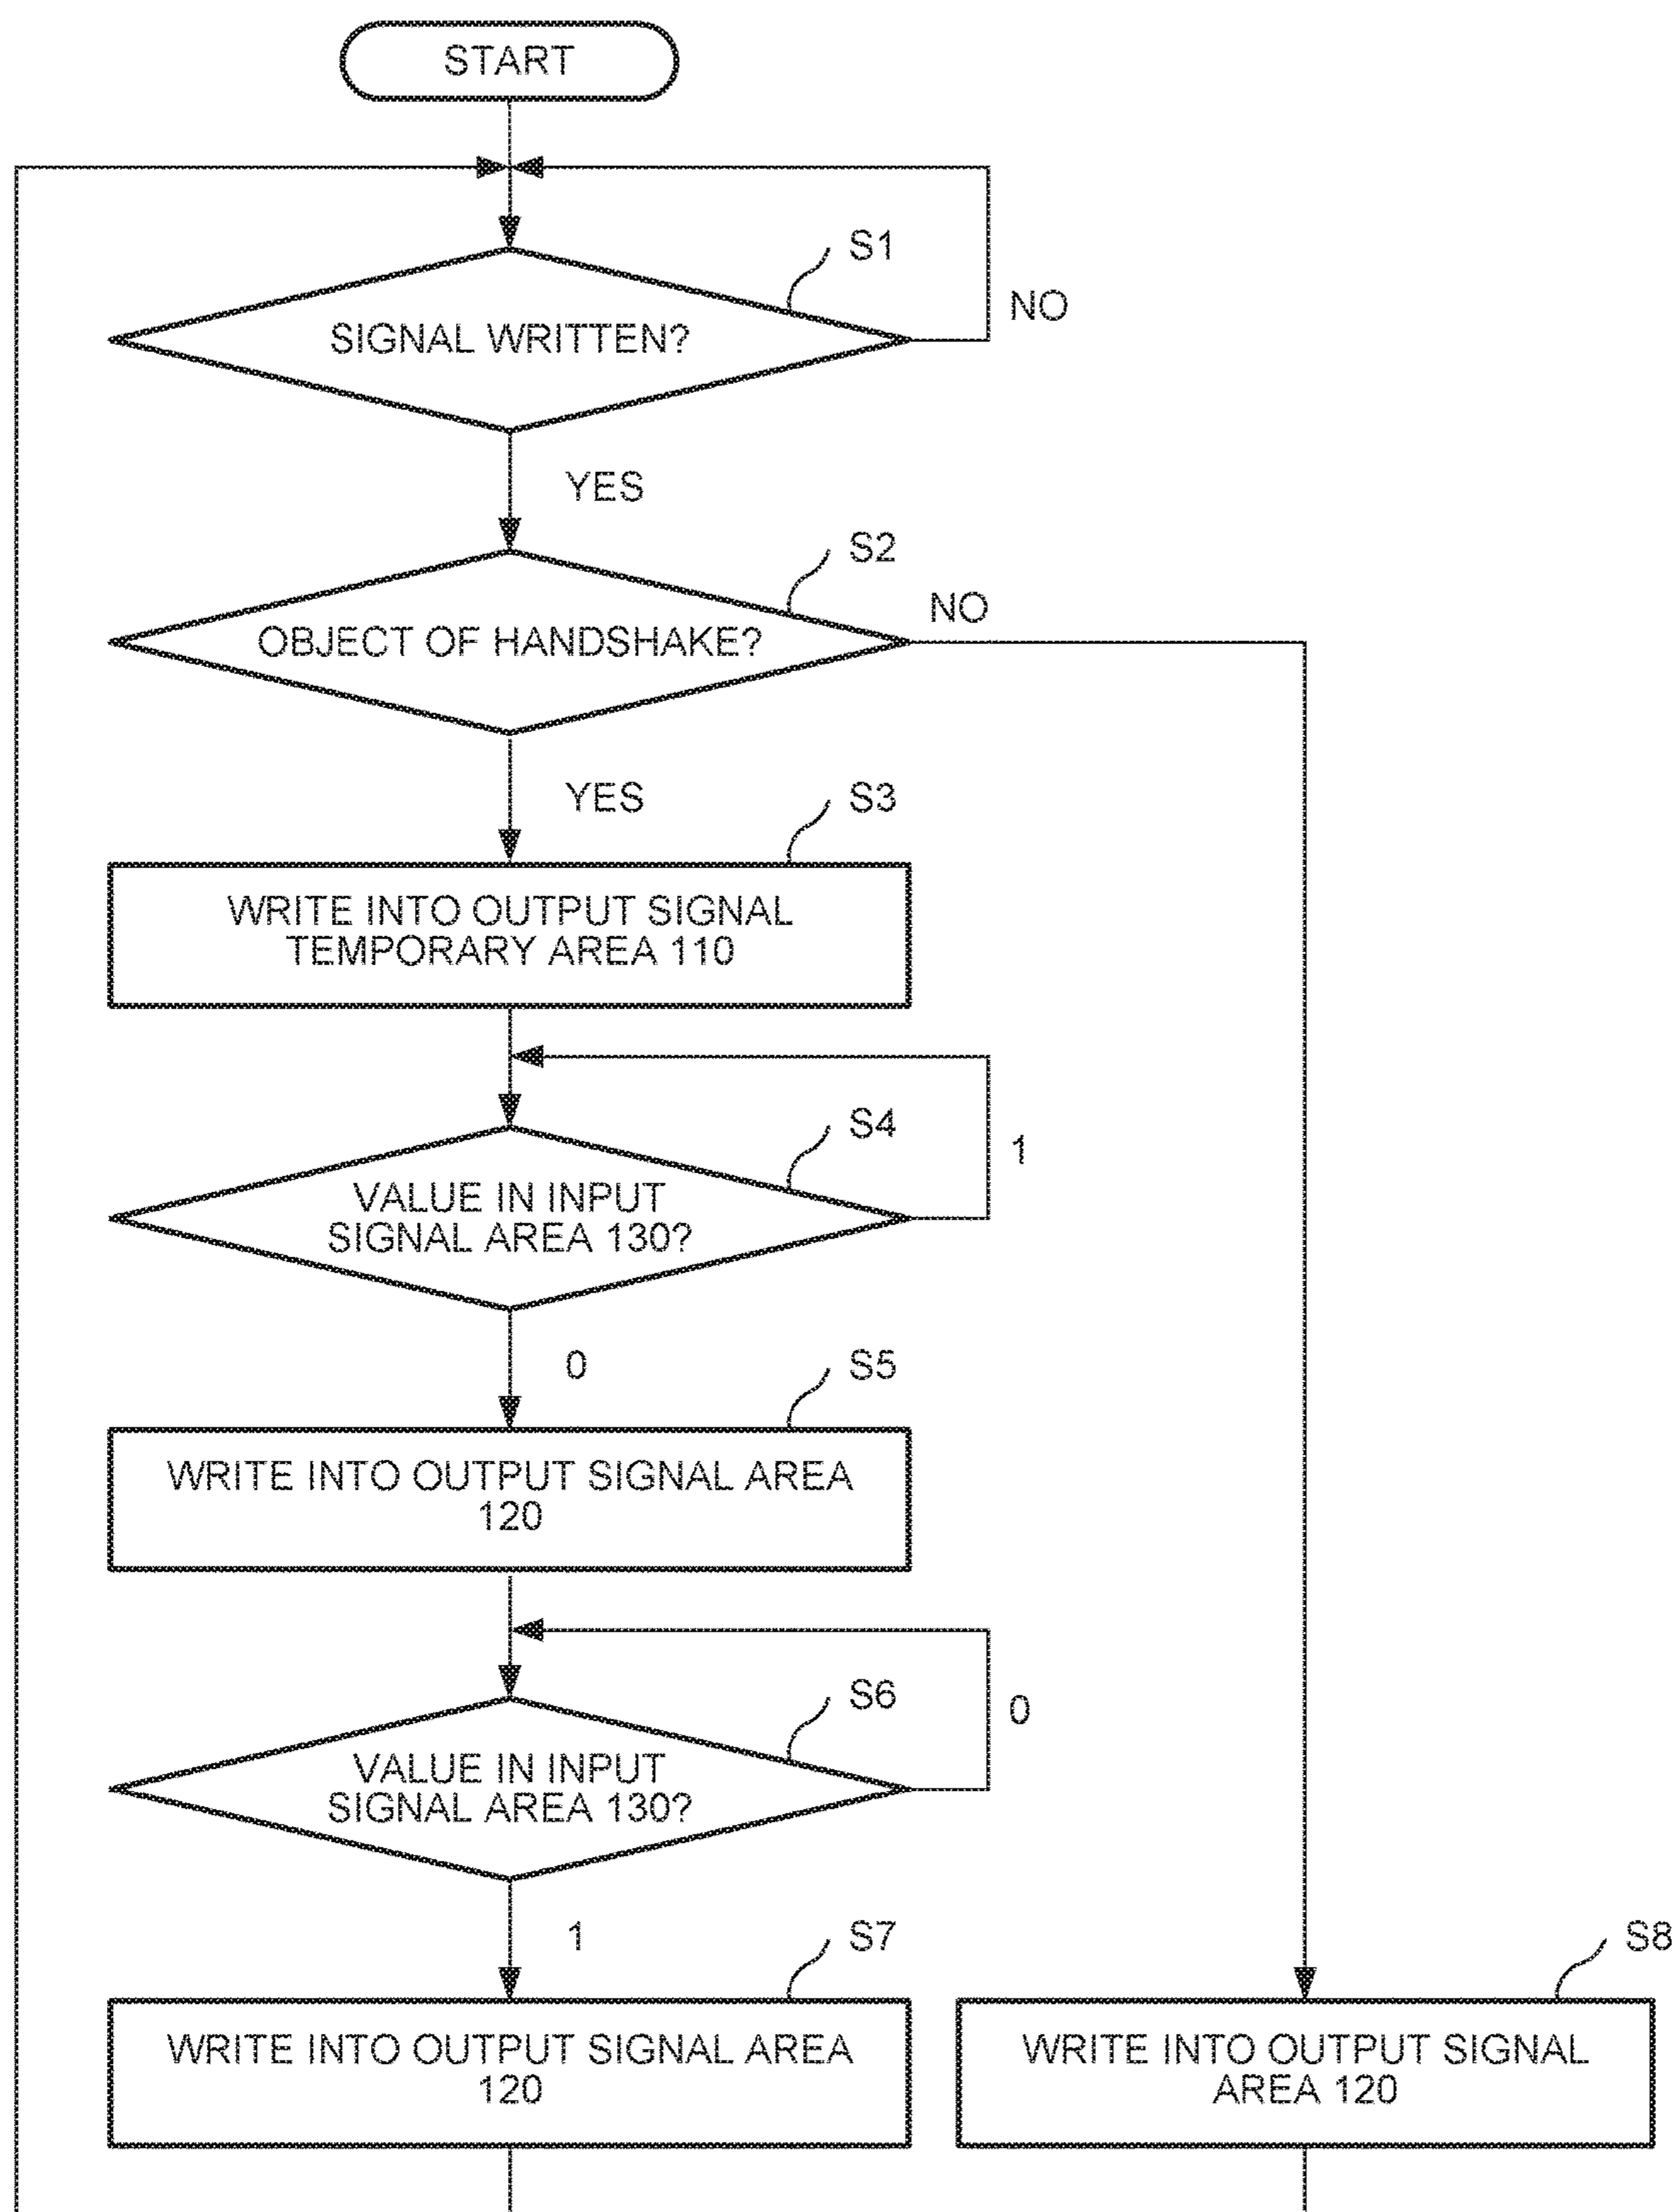 START
S1
NO
SIGNAL WRITTEN?
YES
S2
NO
OBJECT OF HANDSHAKE?
YES
S3
WRITE INTO OUTPUT SIGNAL
TEMPORARY AREA 110
S4
1
VALUE IN INPUT
SIGNAL AREA 130?
0
S5
WRITE INTO OUTPUT SIGNAL AREA
120
S6
0
VALUE IN INPUT
SIGNAL AREA 130?
1
S7
S8
WRITE INTO OUTPUT SIGNAL AREA
120
WRITE INTO OUTPUT SIGNAL
AREA 120